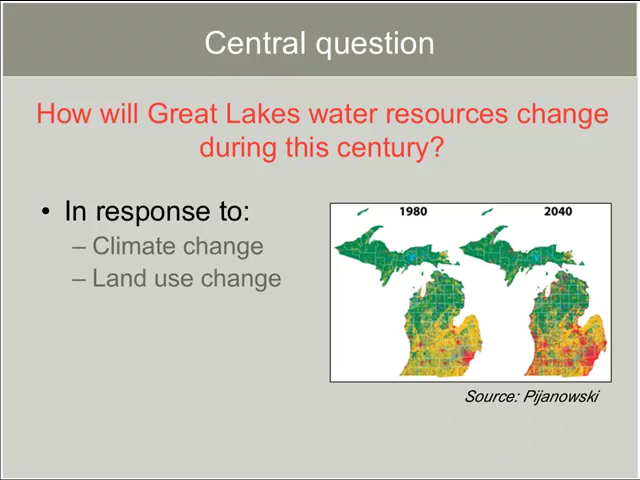 Central question
How will Great Lakes water resources change
during this century?
• In response to:
– Climate change
– Land use change
1980
2040
Source: Pijanowski